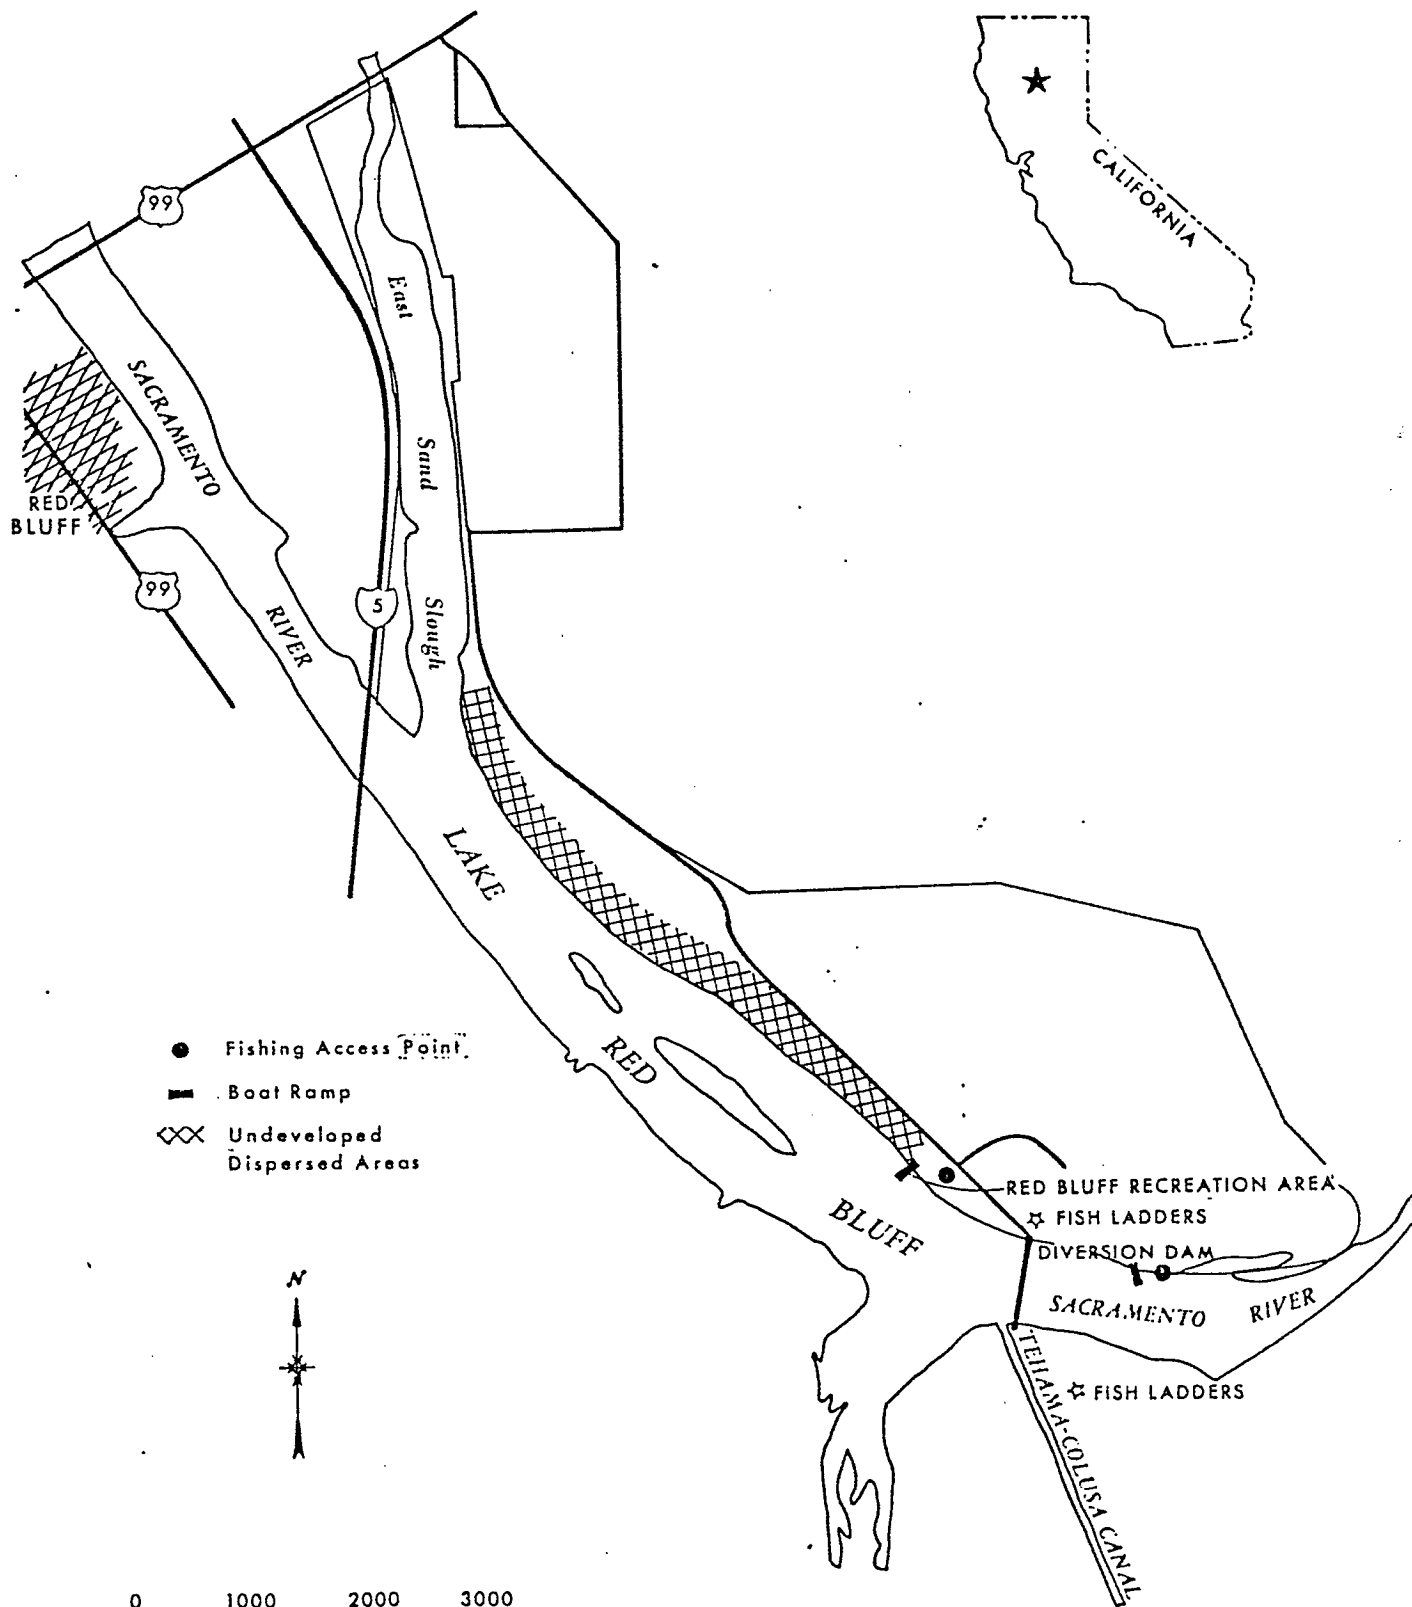 CALIFORNIA
99
East
SACRAMENTO
Sand
RED
BLUFF
99
5
Slough
RIVER
LAKE
Fishing Access Point
RED
Boat Ramp
Undeveloped
Dispersed Areas
RED BLUFF RECREATION AREA
BLUFF
FISH LADDERS
DIVERSION DAM
N
SACRAMENTO RIVER
TEHAMA-COLUSA CANAL
FISH LADDERS
0 1000 2000 3000